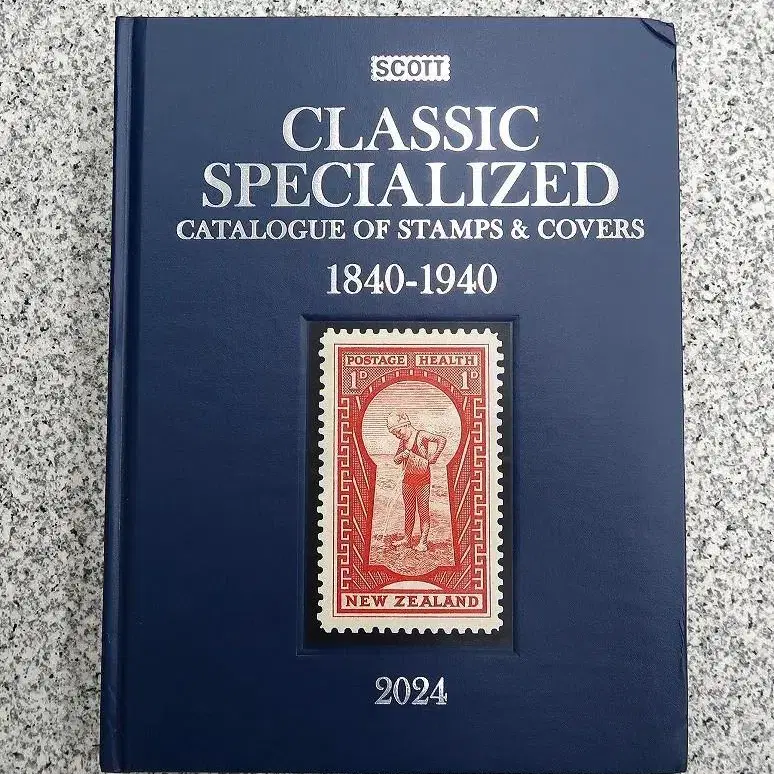 SCOTT
CLASSIC
SPECIALIZED
CATALOGUE OF STAMPS & COVERS
1840-1940
POSTAGE HEALTH
1D 1D
NEW ZEALAND
2024